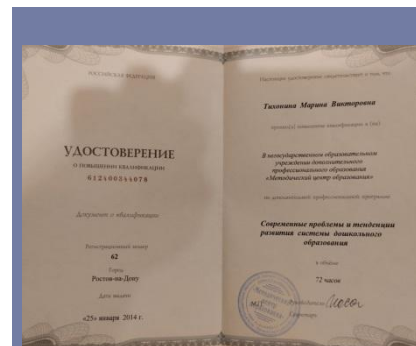 РОССИЙСКАЯ ФЕДЕРАЦИЯ
УДОСТОВЕРЕНИЕ
О ПОВЫШЕНИИ КВАЛИФИКАЦИИ
612400344078
Документ о квалификации
Регистрационный номер
62
Город
Ростов-на-Дону
Дата выдачи
«25» января 2014 г.
Настоящее удостоверение свидетельствует о том, что
Тихонина Марина Викторовна
прошел(а) повышение квалификации в (на)
В негосударственном образовательном
учреждении дополнительного
профессионального образования
«Методический центр образования»
по дополнительной профессиональной программе
Современные проблемы и тенденции
развития системы дошкольного
образования
в объёме
72 часов
М.П.
Руководитель
Секретарь